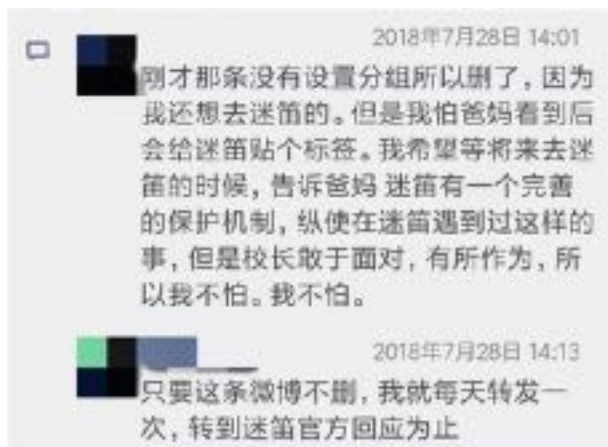 2018年7月28日 14:01
刚才那条没有设置分组所以删了，因为
我还想去迷笛的。但是我怕爸妈看到后
会给迷笛贴个标签。我希望等将来去迷
笛的时候，告诉爸妈 迷笛有一个完善
的保护机制，纵使在迷笛遇到过这样的
事，但是校长敢于面对，有所作为，所
以我不怕。我不怕。
2018年7月28日 14:13
只要这条微博不删，我就每天转发一
次，转到迷笛官方回应为止